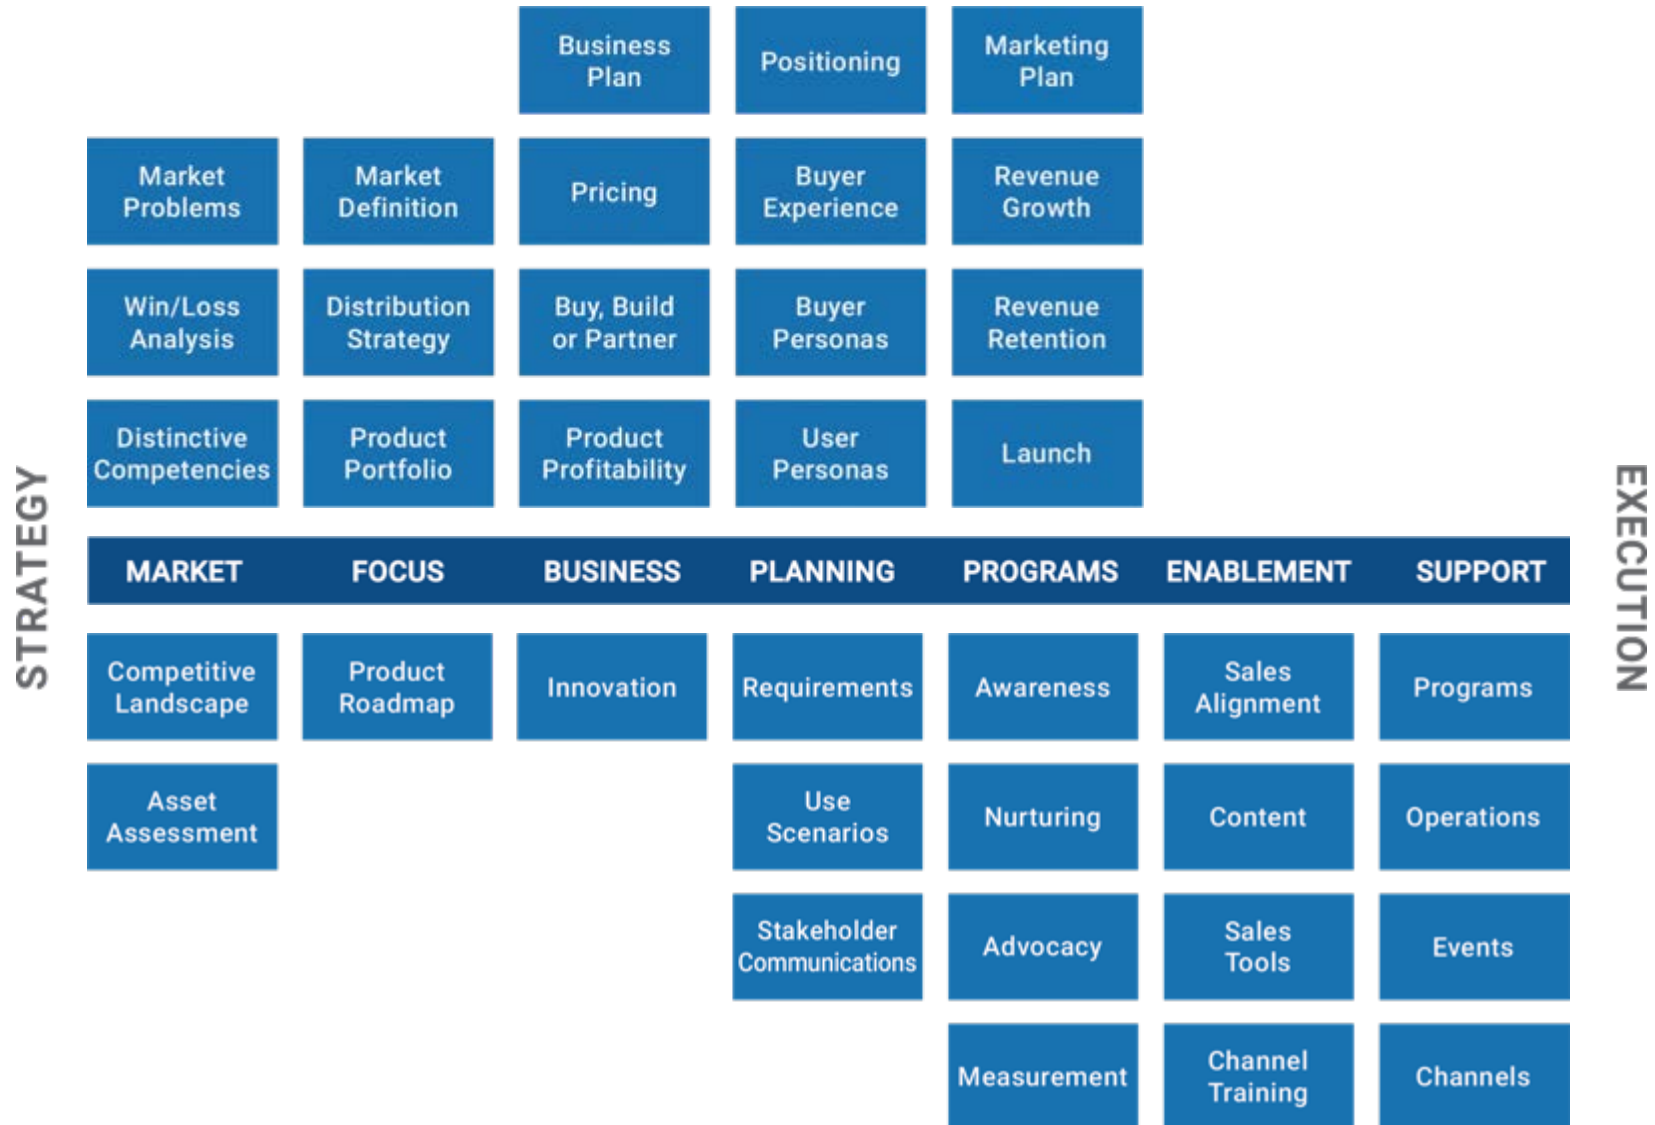 Business
Plan
Positioning
Marketing
Plan
Market
Problems
Market
Definition
Pricing
Buyer
Experience
Revenue
Growth
Win/Loss
Analysis
Distribution
Strategy
Buy, Build
or Partner
Buyer
Personas
Revenue
Retention
Distinctive
Competencies
Product
Portfolio
Product
Profitability
User
Personas
Launch
STRATEGY
MARKET
FOCUS
BUSINESS
PLANNING
PROGRAMS
ENABLEMENT
SUPPORT
EXECUTION
Competitive
Landscape
Product
Roadmap
Innovation
Requirements
Awareness
Sales
Alignment
Programs
Asset
Assessment
Use
Scenarios
Nurturing
Content
Operations
Stakeholder
Communications
Advocacy
Sales
Tools
Events
Measurement
Channel
Training
Channels